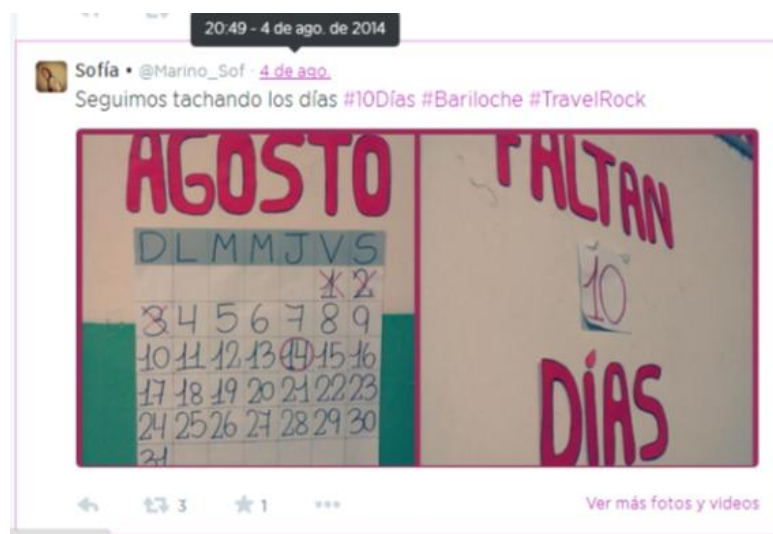 20:49 - 4 de ago. de 2014
Sofía • @Marino_Sof · 4 de ago.
Seguimos tachando los días #10Días #Bariloche #TravelRock
AGOSTO
D L M M J V S
1 2
3 4 5 6 7 8 9
10 11 12 13 14 15 16
17 18 19 20 21 22 23
24 25 26 27 28 29 30
31
FALTAN
10
DÍAS
3 1
Ver más fotos y videos